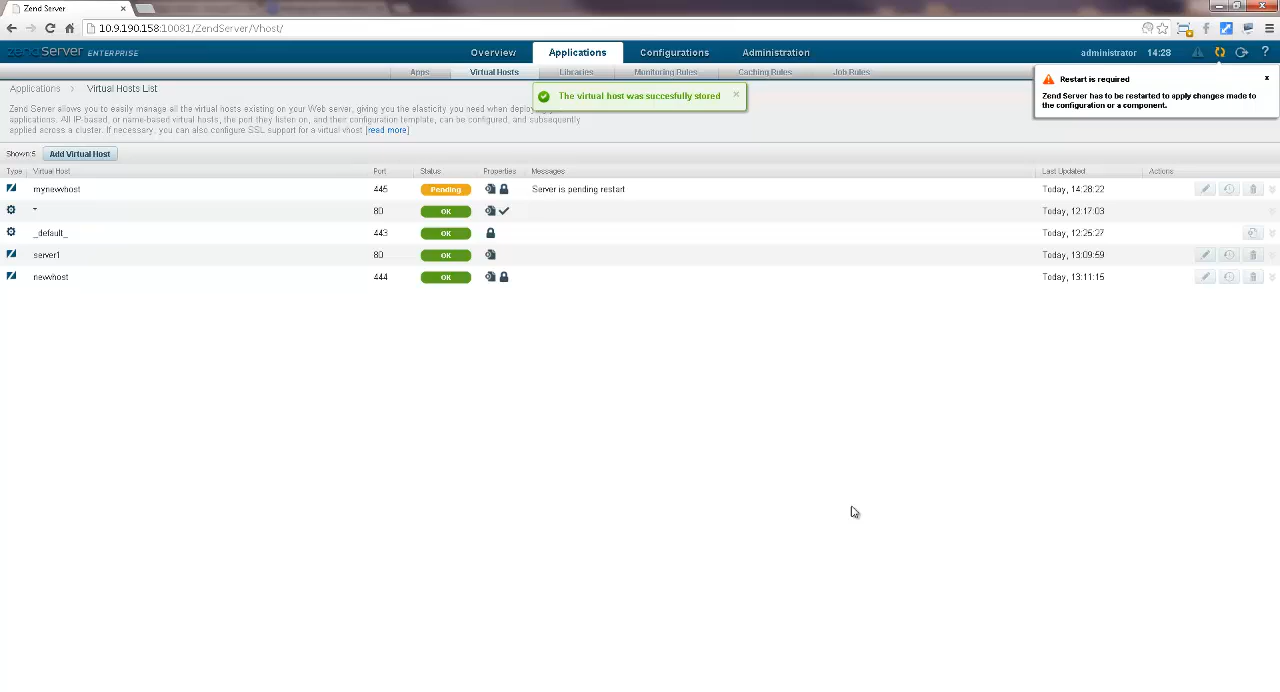 Zend Server
10.9.190.158:10081/ZendServer/Vhost/
zendServer ENTERPRISE
Overview Applications Configurations Administration
administrator 14:28
Apps Virtual Hosts Libraries Monitoring Rules Caching Rules Job Rules
Restart is required
Zend Server has to be restarted to apply changes made to
the configuration or a component.
Applications > Virtual Hosts List
The virtual host was succesfully stored
Zend Server allows you to easily manage all the virtual hosts existing on your Web server, giving you the elasticity you need when
applications. All IP-based, or name-based virtual hosts, the port they listen on, and their configuration template, can be configured, and subsequently
applied across a cluster. If necessary, you can also configure SSL support for a virtual vhost [read more]
Shown:5 Add Virtual Host
Type Virtual Host Port Status Properties Messages Last Updated Actions
mynewhost 445 Pending Server is pending restart Today, 14:28:22
* 80 OK Today, 12:17:03
_default_ 443 OK Today, 12:25:27
server1 80 OK Today, 13:09:59
newhost 444 OK Today, 13:11:15